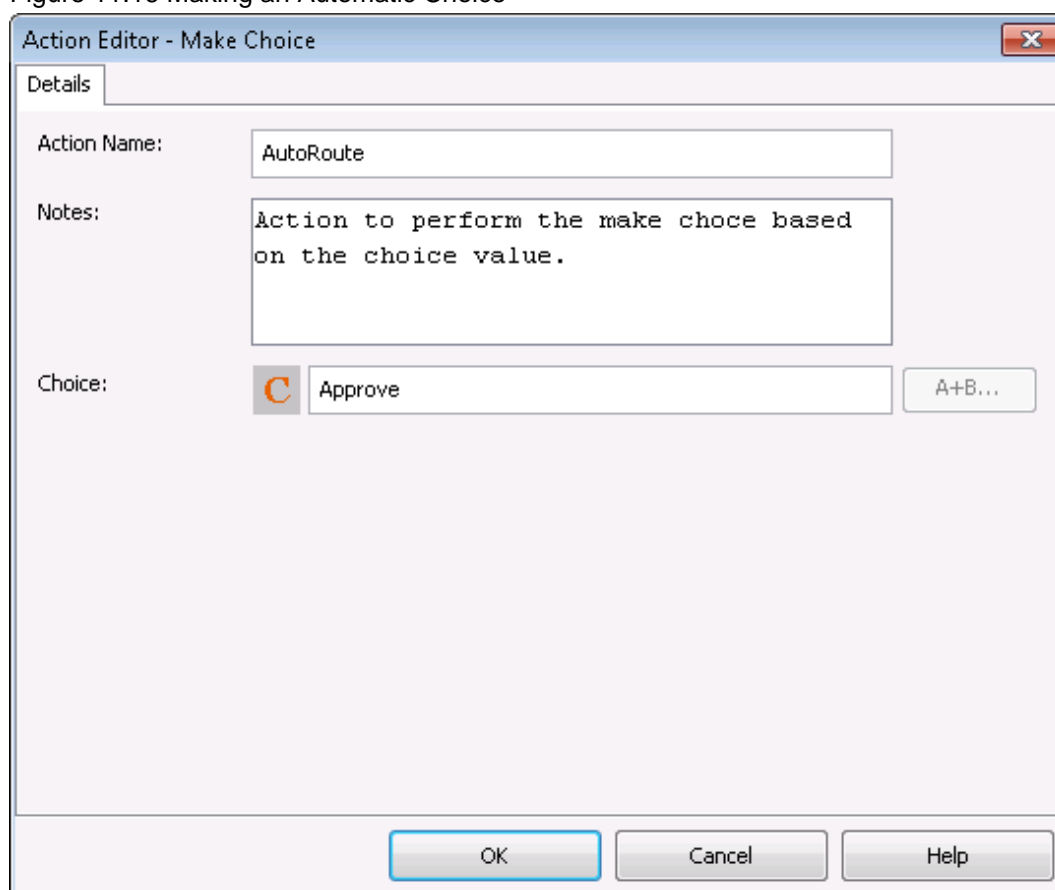 Action Editor - Make Choice
Details
Action Name:
AutoRoute
Notes:
Action to perform the make choce based
on the choice value.
Choice:
C
Approve
A+B...
OK
Cancel
Help